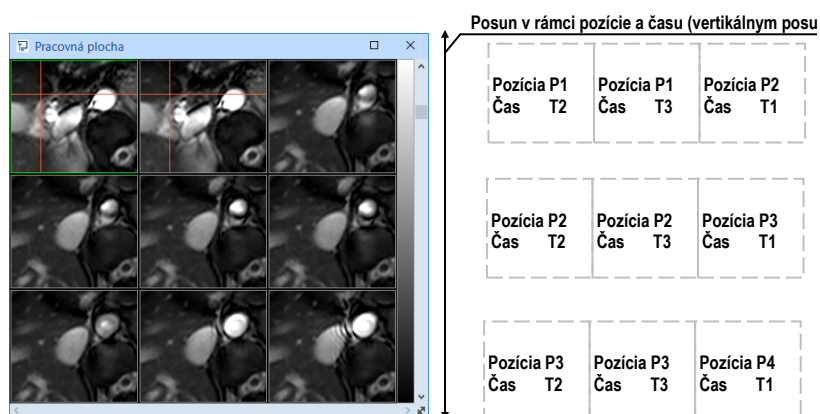 Posun v rámci pozície a času (vertikálnym posu
Pracovná plocha
Pozícia P1 Pozícia P1 Pozícia P2
Čas T2 Čas T3 Čas T1
Pozícia P2 Pozícia P2 Pozícia P3
Čas T2 Čas T3 Čas T1
Pozícia P3 Pozícia P3 Pozícia P4
Čas T2 Čas T3 Čas T1